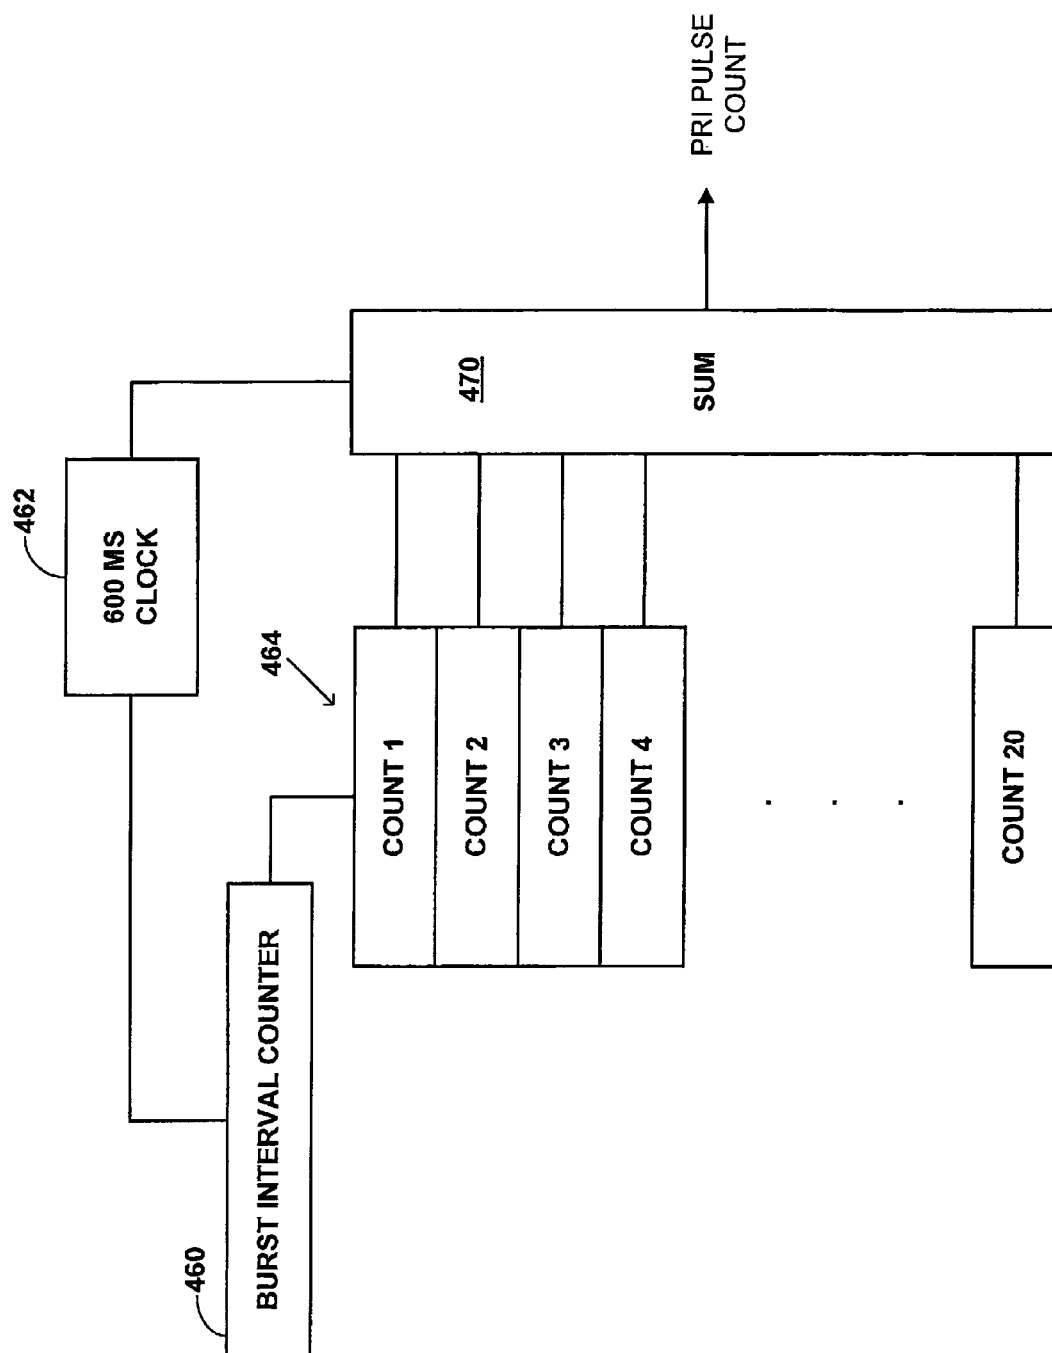 460
BURST INTERVAL COUNTER
462
600 MS
CLOCK
464
COUNT 1
COUNT 2
COUNT 3
COUNT 4
. . .
COUNT 20
470
SUM
PRI PULSE
COUNT